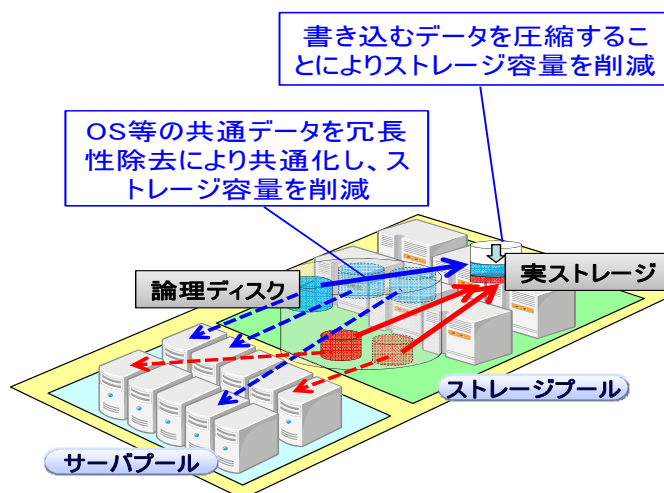 書き込むデータを圧縮するこ
とによりストレージ容量を削減
OS等の共通データを冗長
性除去により共通化し、ス
トレージ容量を削減
論理ディスク
実ストレージ
ストレージプール
サーバプール